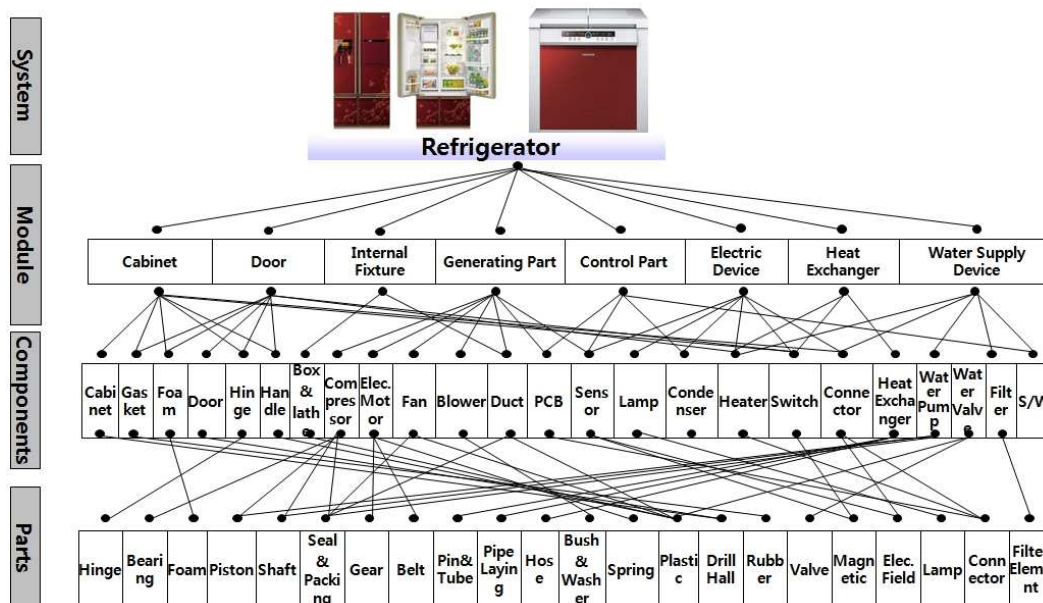 System
Refrigerator
Module
Cabinet
Door
Internal
Fixture
Generating Part
Control Part
Electric
Device
Heat
Exchanger
Water Supply
Device
Components
Cabi
net
Gas
ket
Foa
m
Door
Hin
ge
Ha
ndle
Box
&
lath
e
Com
pres
sor
Elec.
Mot
or
Fan
Blower
Duct
PCB
Sen
sor
Lamp
Conde
nser
Heater
Switch
Conne
ctor
Heat
Excha
nger
Wat
er
Pum
p
Wat
er
Valv
e
Filt
er
S/W
Parts
Hinge
Beari
ng
Foam
Piston
Shaft
Seal
&
Packi
ng
Gear
Belt
Pin&
Tube
Pipe
Layin
g
Hos
e
Bush
&
Wash
er
Spring
Plasti
c
Drill
Hall
Rubb
er
Valve
Magn
etic
Elec.
Field
Lamp
Conn
ector
Filte
Elem
nt